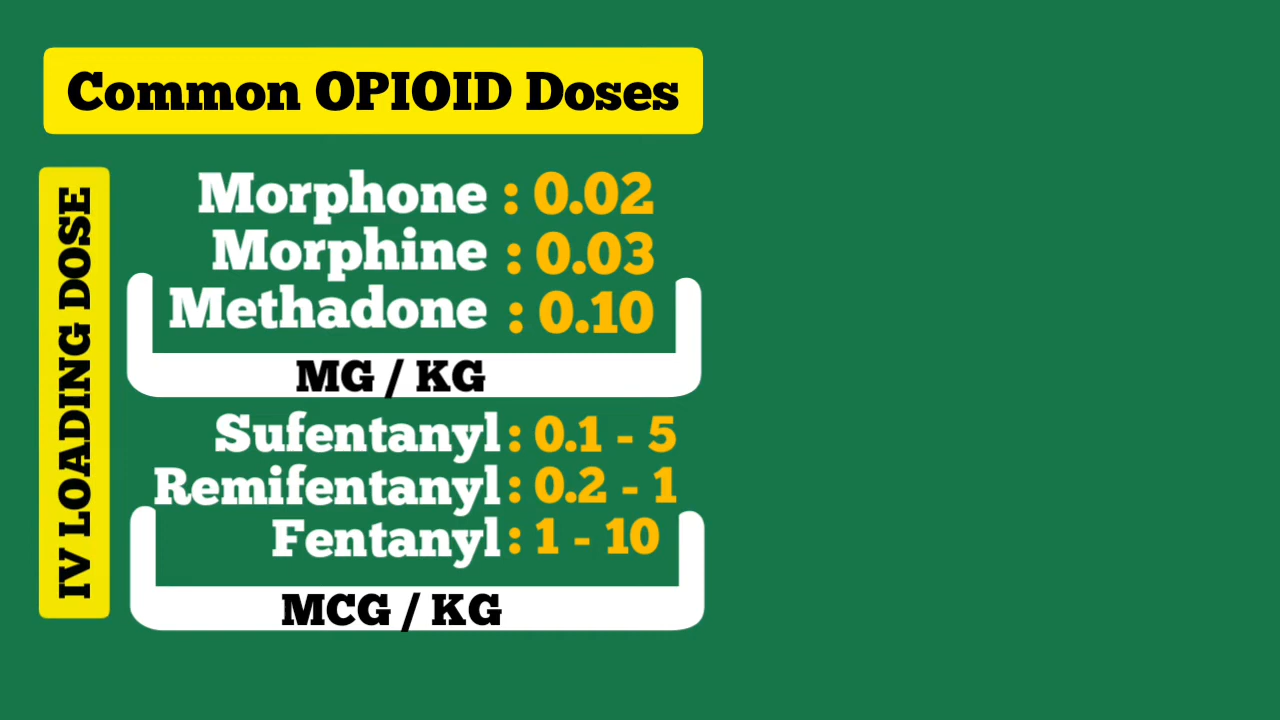 Common OPIOID Doses
IV LOADING DOSE
Morphone : 0.02
Morphine : 0.03
Methadone : 0.10
MG / KG
Sufentanyl : 0.1 - 5
Remifentanyl : 0.2 - 1
Fentanyl : 1 - 10
MCG / KG